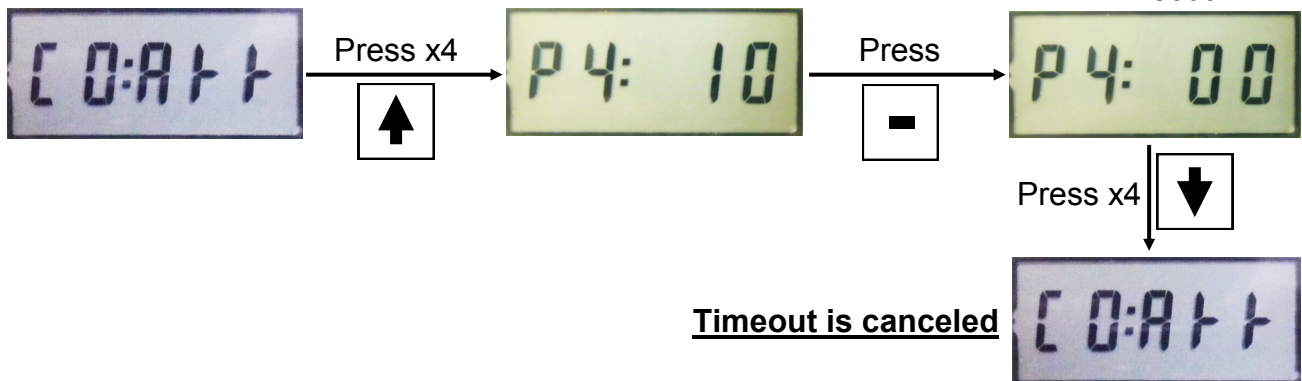 C0:Att
Press x4
P4: 10
Press
P4: 00
Press x4
Timeout is canceled
C0:Att